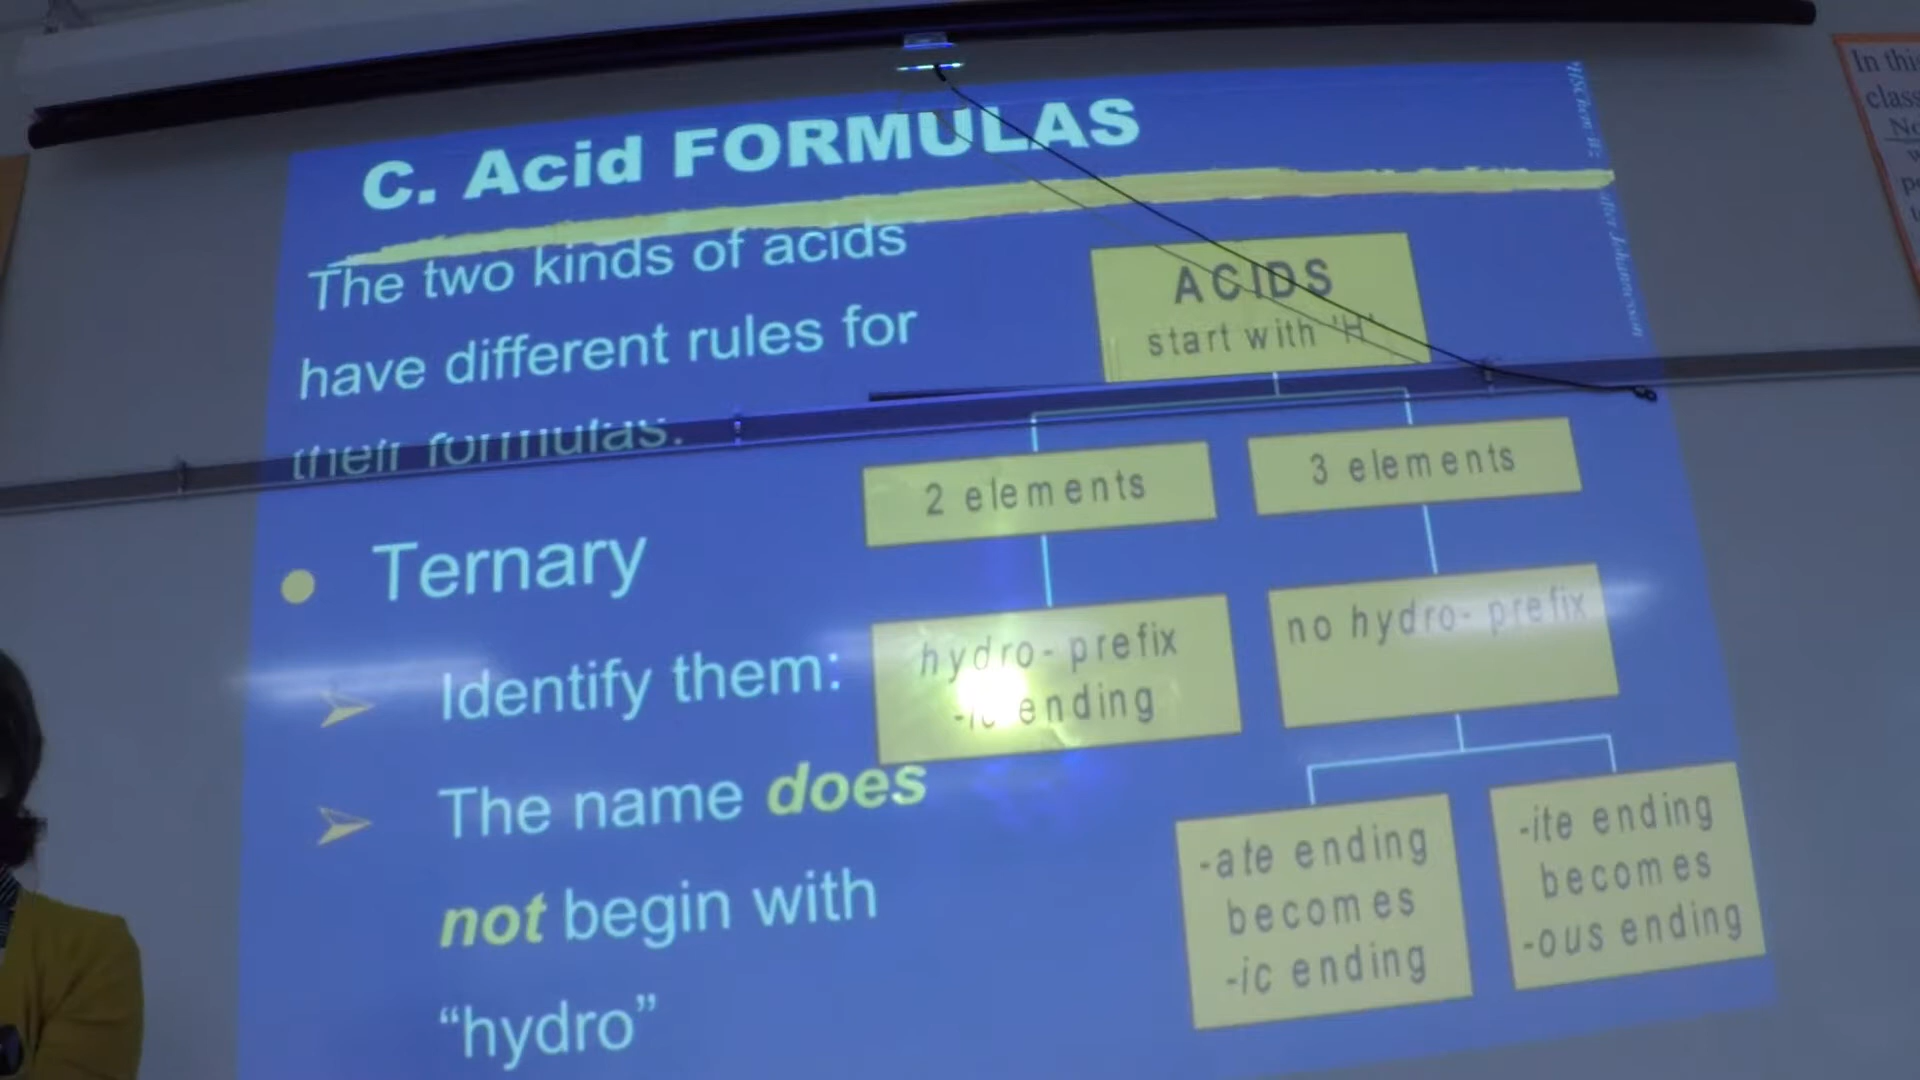 C. Acid FORMULAS
The two kinds of acids
have different rules for
their formulas.
Ternary
Identify them:
The name does
not begin with
“hydro”
ACIDS
start with 'H'
2 elements
3 elements
hydro- prefix
-ic ending
no hydro- prefix
-ate ending
becomes
-ic ending
-ite ending
becomes
-ous ending
In this
class